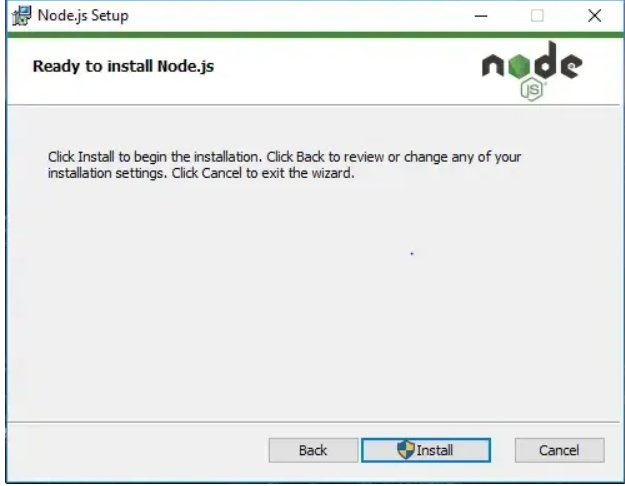 Node.js Setup
Ready to install Node.js
node
JS
Click Install to begin the installation. Click Back to review or change any of your
installation settings. Click Cancel to exit the wizard.
Back Install Cancel